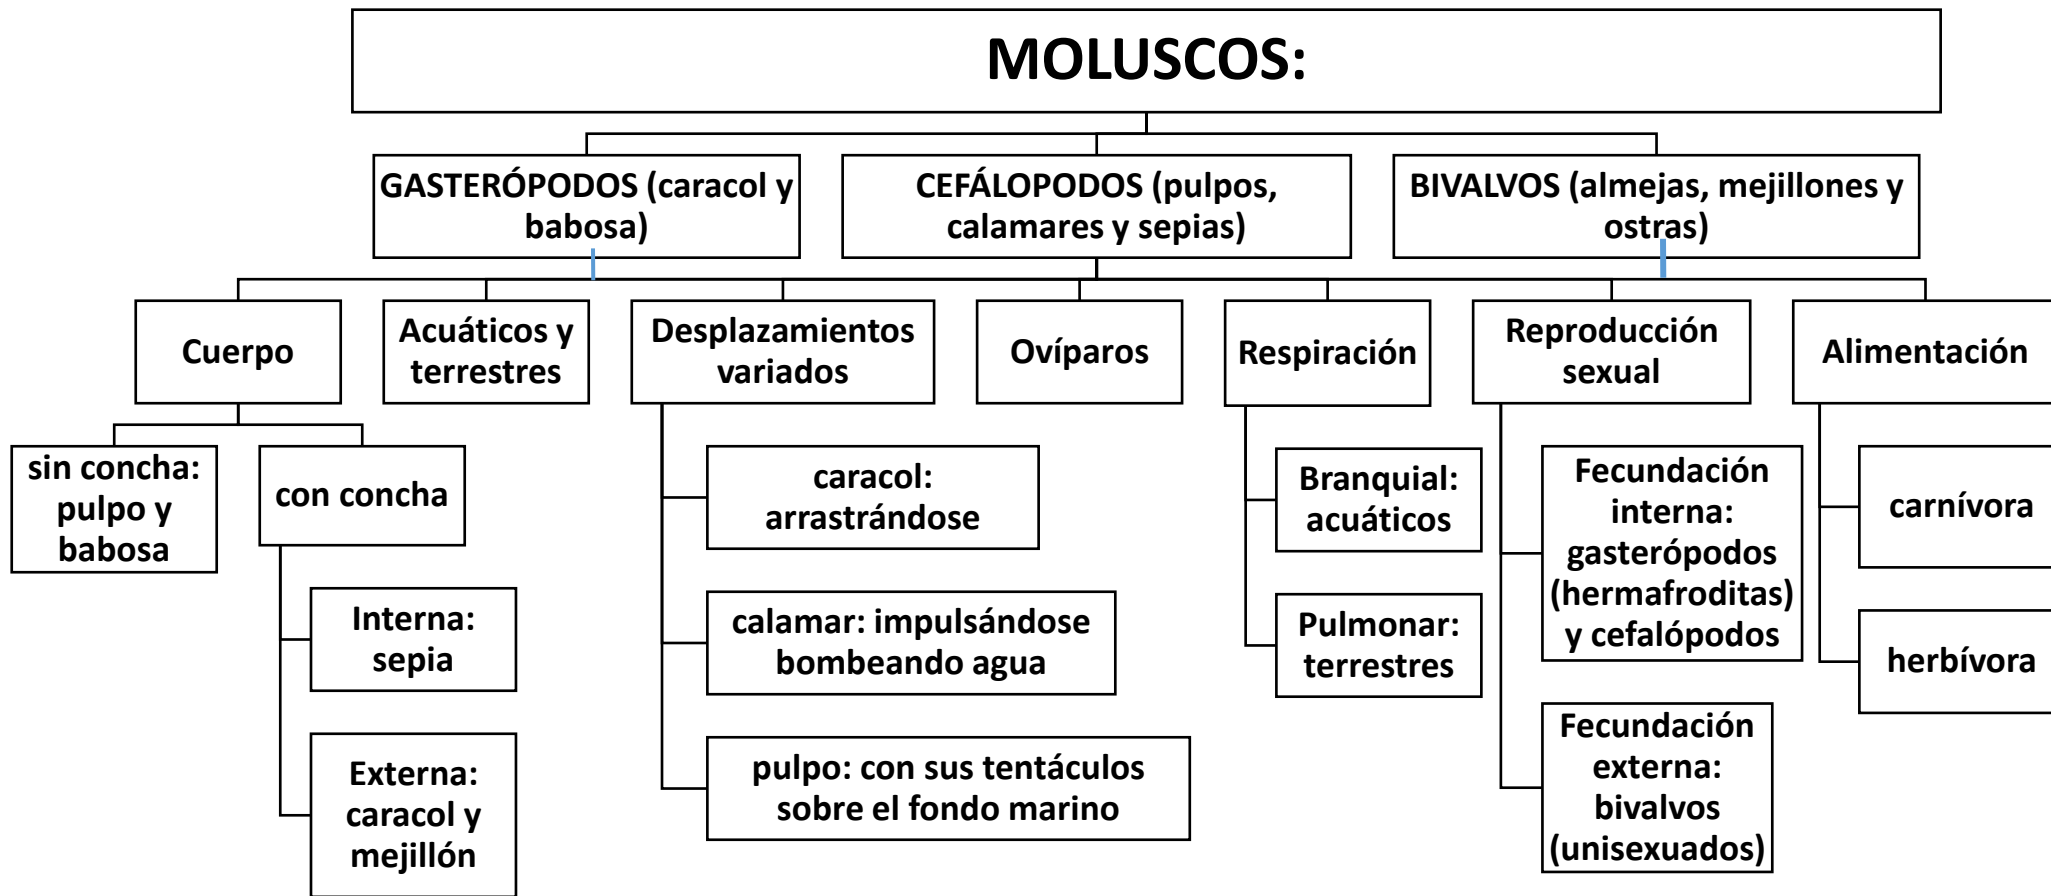 MOLUSCOS:
GASTERÓPODOS (caracol y
babosa)
CEFÁLOPODOS (pulpos,
calamares y sepias)
BIVALVOS (almejas, mejillones y
ostras)
Cuerpo
Acuáticos y
terrestres
Desplazamientos
variados
Ovíparos
Respiración
Reproducción
sexual
Alimentación
sin concha:
pulpo y
babosa
con concha
Interna:
sepia
Externa:
caracol y
mejillón
caracol:
arrastrándose
calamar: impulsándose
bombeando agua
pulpo: con sus tentáculos
sobre el fondo marino
Branquial:
acuáticos
Pulmonar:
terrestres
Fecundación
interna:
gasterópodos
(hermafroditas)
y cefalópodos
Fecundación
externa:
bivalvos
(unisexuados)
carnívora
herbívora